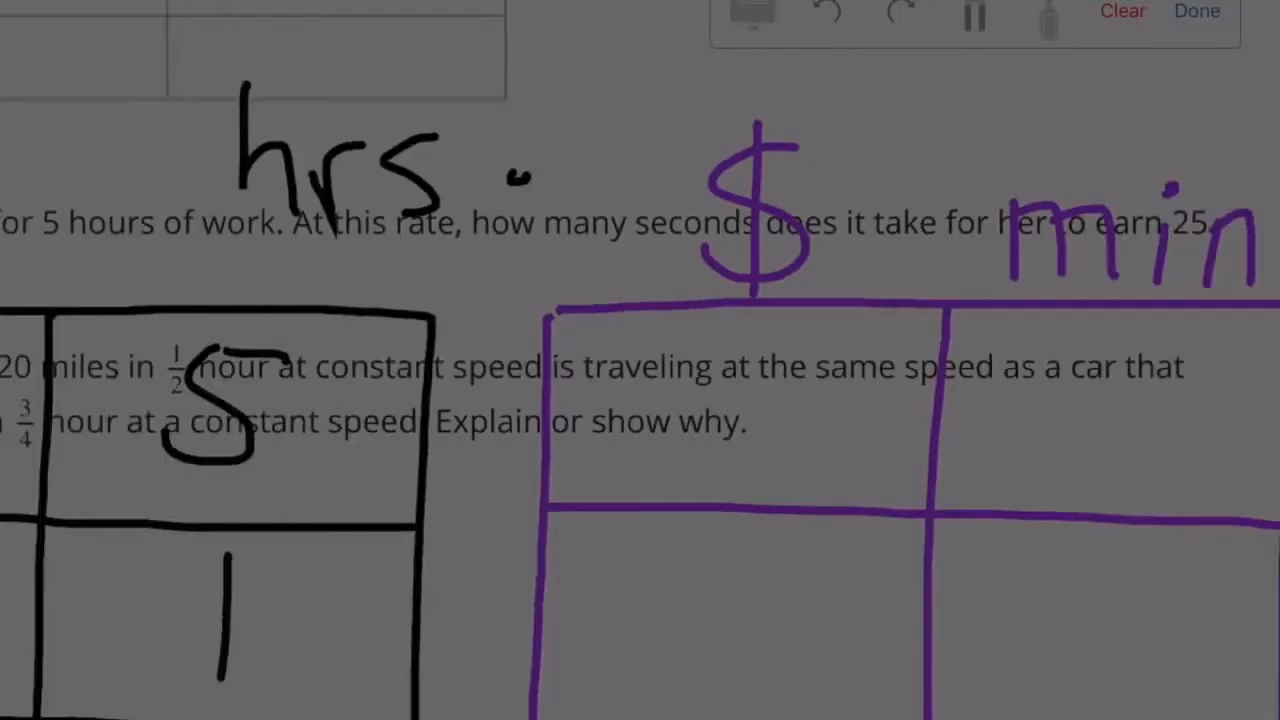 Clear Done
hrs. $ min
for 5 hours of work. At this rate, how many seconds does it take for her to earn 25.
5
20 miles in 1/2 hour at constant speed is traveling at the same speed as a car that
3/4 hour at a constant speed. Explain or show why.
1